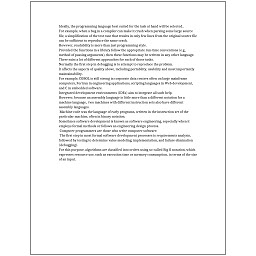 Ideally, the programming language best suited for the task at hand will be selected.
For example, when a bug in a compiler can make it crash when parsing some large source
file, a simplification of the test case that results in only few lines from the original source file
can be sufficient to reproduce the same crash.
However, readability is more than just programming style.
Provided the functions in a library follow the appropriate run-time conventions (e.g.,
method of passing arguments), then these functions may be written in any other language.
There exist a lot of different approaches for each of those tasks.
Normally the first step in debugging is to attempt to reproduce the problem.
It affects the aspects of quality above, including portability, usability and most importantly
maintainability.
For example, COBOL is still strong in corporate data centers often on large mainframe
computers, Fortran in engineering applications, scripting languages in Web development,
and C in embedded software.
Integrated development environments (IDEs) aim to integrate all such help.
However, because an assembly language is little more than a different notation for a
machine language, two machines with different instruction sets also have different
assembly languages.
Machine code was the language of early programs, written in the instruction set of the
particular machine, often in binary notation.
Sometimes software development is known as software engineering, especially when it
employs formal methods or follows an engineering design process.
Computer programmers are those who write computer software.
The first step in most formal software development processes is requirements analysis,
followed by testing to determine value modeling, implementation, and failure elimination
(debugging).
For this purpose, algorithms are classified into orders using so-called Big O notation, which
expresses resource use, such as execution time or memory consumption, in terms of the size
of an input.